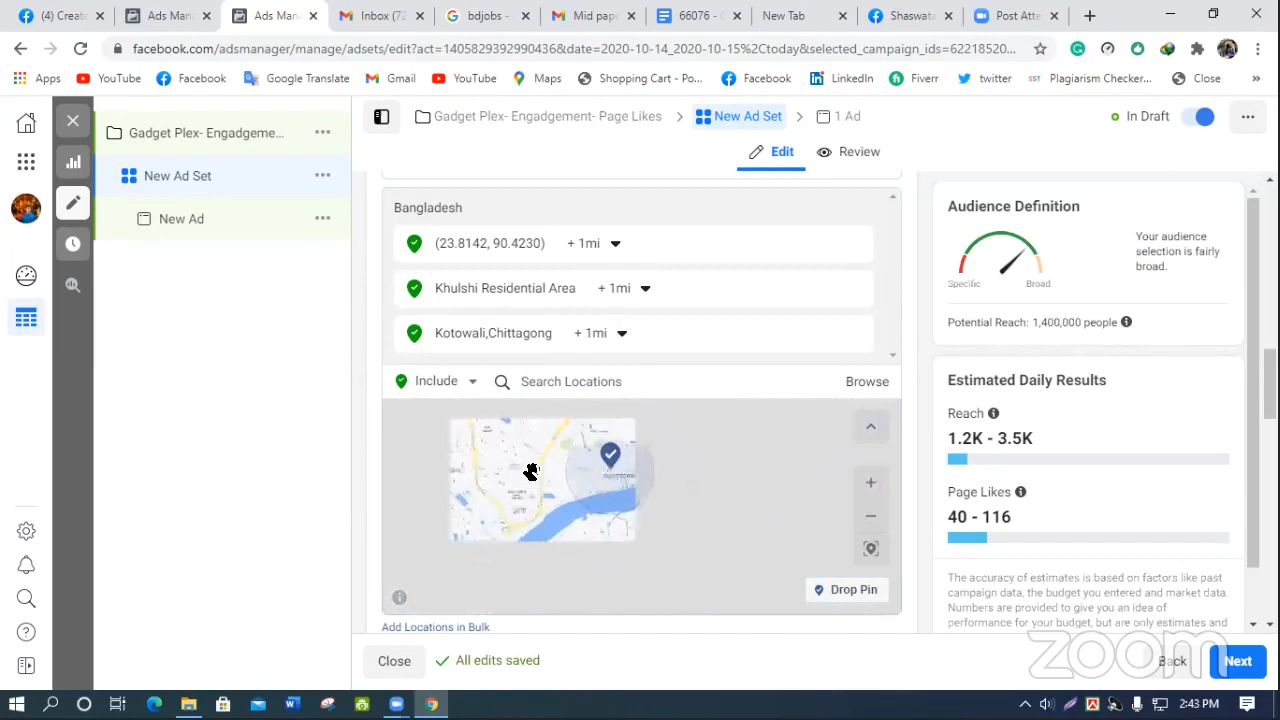 (4) Create
Ads Man
Ads Man
Inbox (77
bdjobs -
Mid pape
66076 - (
New Tab
Shaswata
Post Atte
facebook.com/adsmanager/manage/adsets/edit?act=1405829392990436&date=2020-10-14_2020-10-15%2Ctoday&selected_campaign_ids=62218520...
Apps
YouTube
Facebook
Google Translate
Gmail
YouTube
Maps
Shopping Cart - Po...
Facebook
LinkedIn
Fiverr
twitter
Plagiarism Checker...
Close
»
Gadget Plex- Engadgement- Page Likes
New Ad Set
1 Ad
In Draft
Gadget Plex- Engadgeme...
New Ad Set
New Ad
Edit
Review
Bangladesh
(23.8142, 90.4230) + 1mi
Khulshi Residential Area + 1mi
Kotowali,Chittagong + 1mi
Include
Search Locations
Browse
Drop Pin
Add Locations in Bulk
Close
All edits saved
Audience Definition
Your audience
selection is fairly
broad.
Specific
Broad
Potential Reach: 1,400,000 people
Estimated Daily Results
Reach
1.2K - 3.5K
Page Likes
40 - 116
The accuracy of estimates is based on factors like past
campaign data, the budget you entered and market data.
Numbers are provided to give you an idea of
performance for your budget, but are only estimates and
zoom
Back
Next
2:43 PM